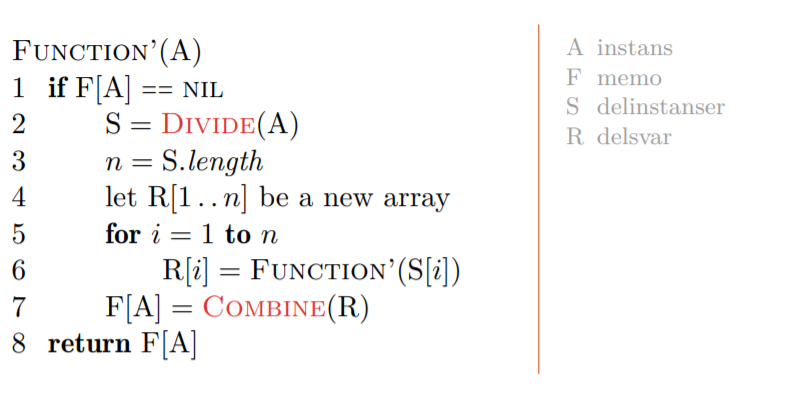 FUNCTION’(A)
1 if F[A] == NIL
2 S = DIVIDE(A)
3 n = S.length
4 let R[1 . . n] be a new array
5 for i = 1 to n
6 R[i] = FUNCTION’(S[i])
7 F[A] = COMBINE(R)
8 return F[A]
A instans
F memo
S delinstanser
R delsvar